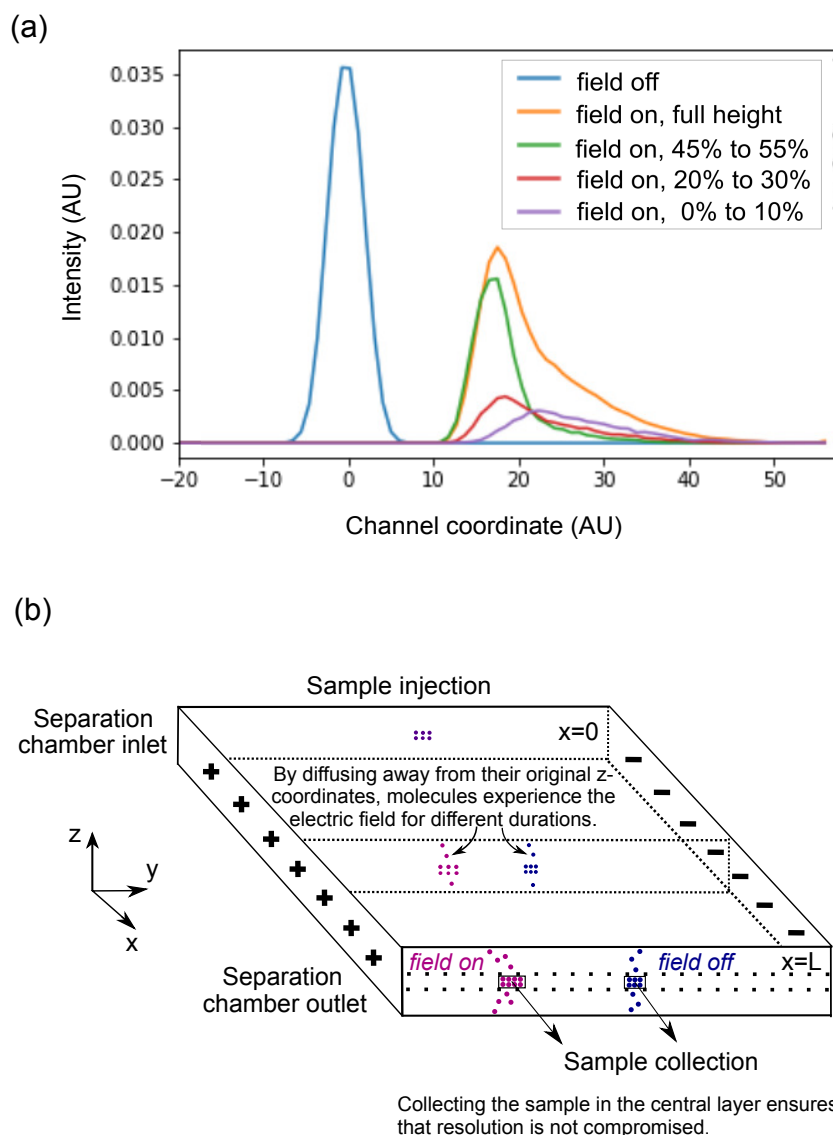 (a)
0.035
0.030
0.025
0.020
0.015
0.010
0.005
0.000
Intensity (AU)
field off
field on, full height
field on, 45% to 55%
field on, 20% to 30%
field on, 0% to 10%
−20
−10
0
10
20
30
40
50
Channel coordinate (AU)
(b)
Sample injection
Separation
chamber inlet
x=0
By diffusing away from their original z-
coordinates, molecules experience the
electric field for different durations.
z
y
x
field on
field off
x=L
Separation
chamber outlet
Sample collection
Collecting the sample in the central layer ensures
that resolution is not compromised.